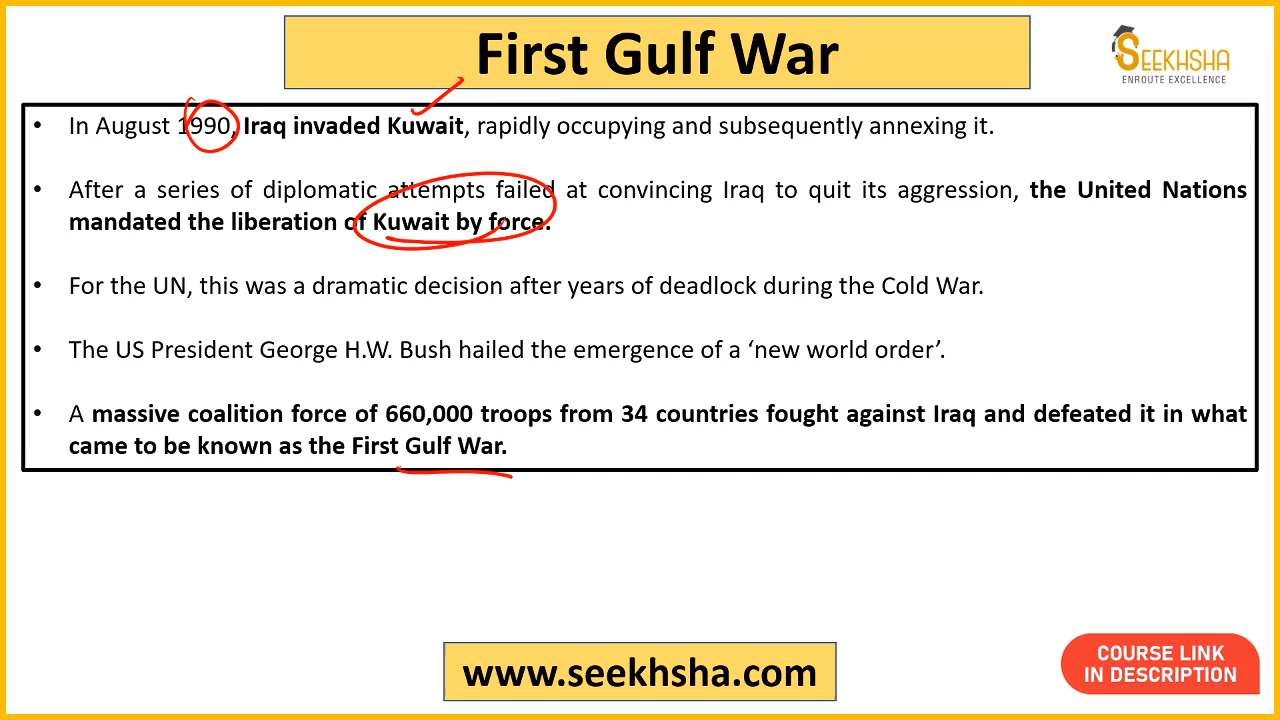 First Gulf War
SEEKHSHA
ENROUTE EXCELLENCE
• In August 1990, Iraq invaded Kuwait, rapidly occupying and subsequently annexing it.
• After a series of diplomatic attempts failed at convincing Iraq to quit its aggression, the United Nations
mandated the liberation of Kuwait by force.
• For the UN, this was a dramatic decision after years of deadlock during the Cold War.
• The US President George H.W. Bush hailed the emergence of a ‘new world order’.
• A massive coalition force of 660,000 troops from 34 countries fought against Iraq and defeated it in what
came to be known as the First Gulf War.
www.seekhsha.com
COURSE LINK
IN DESCRIPTION